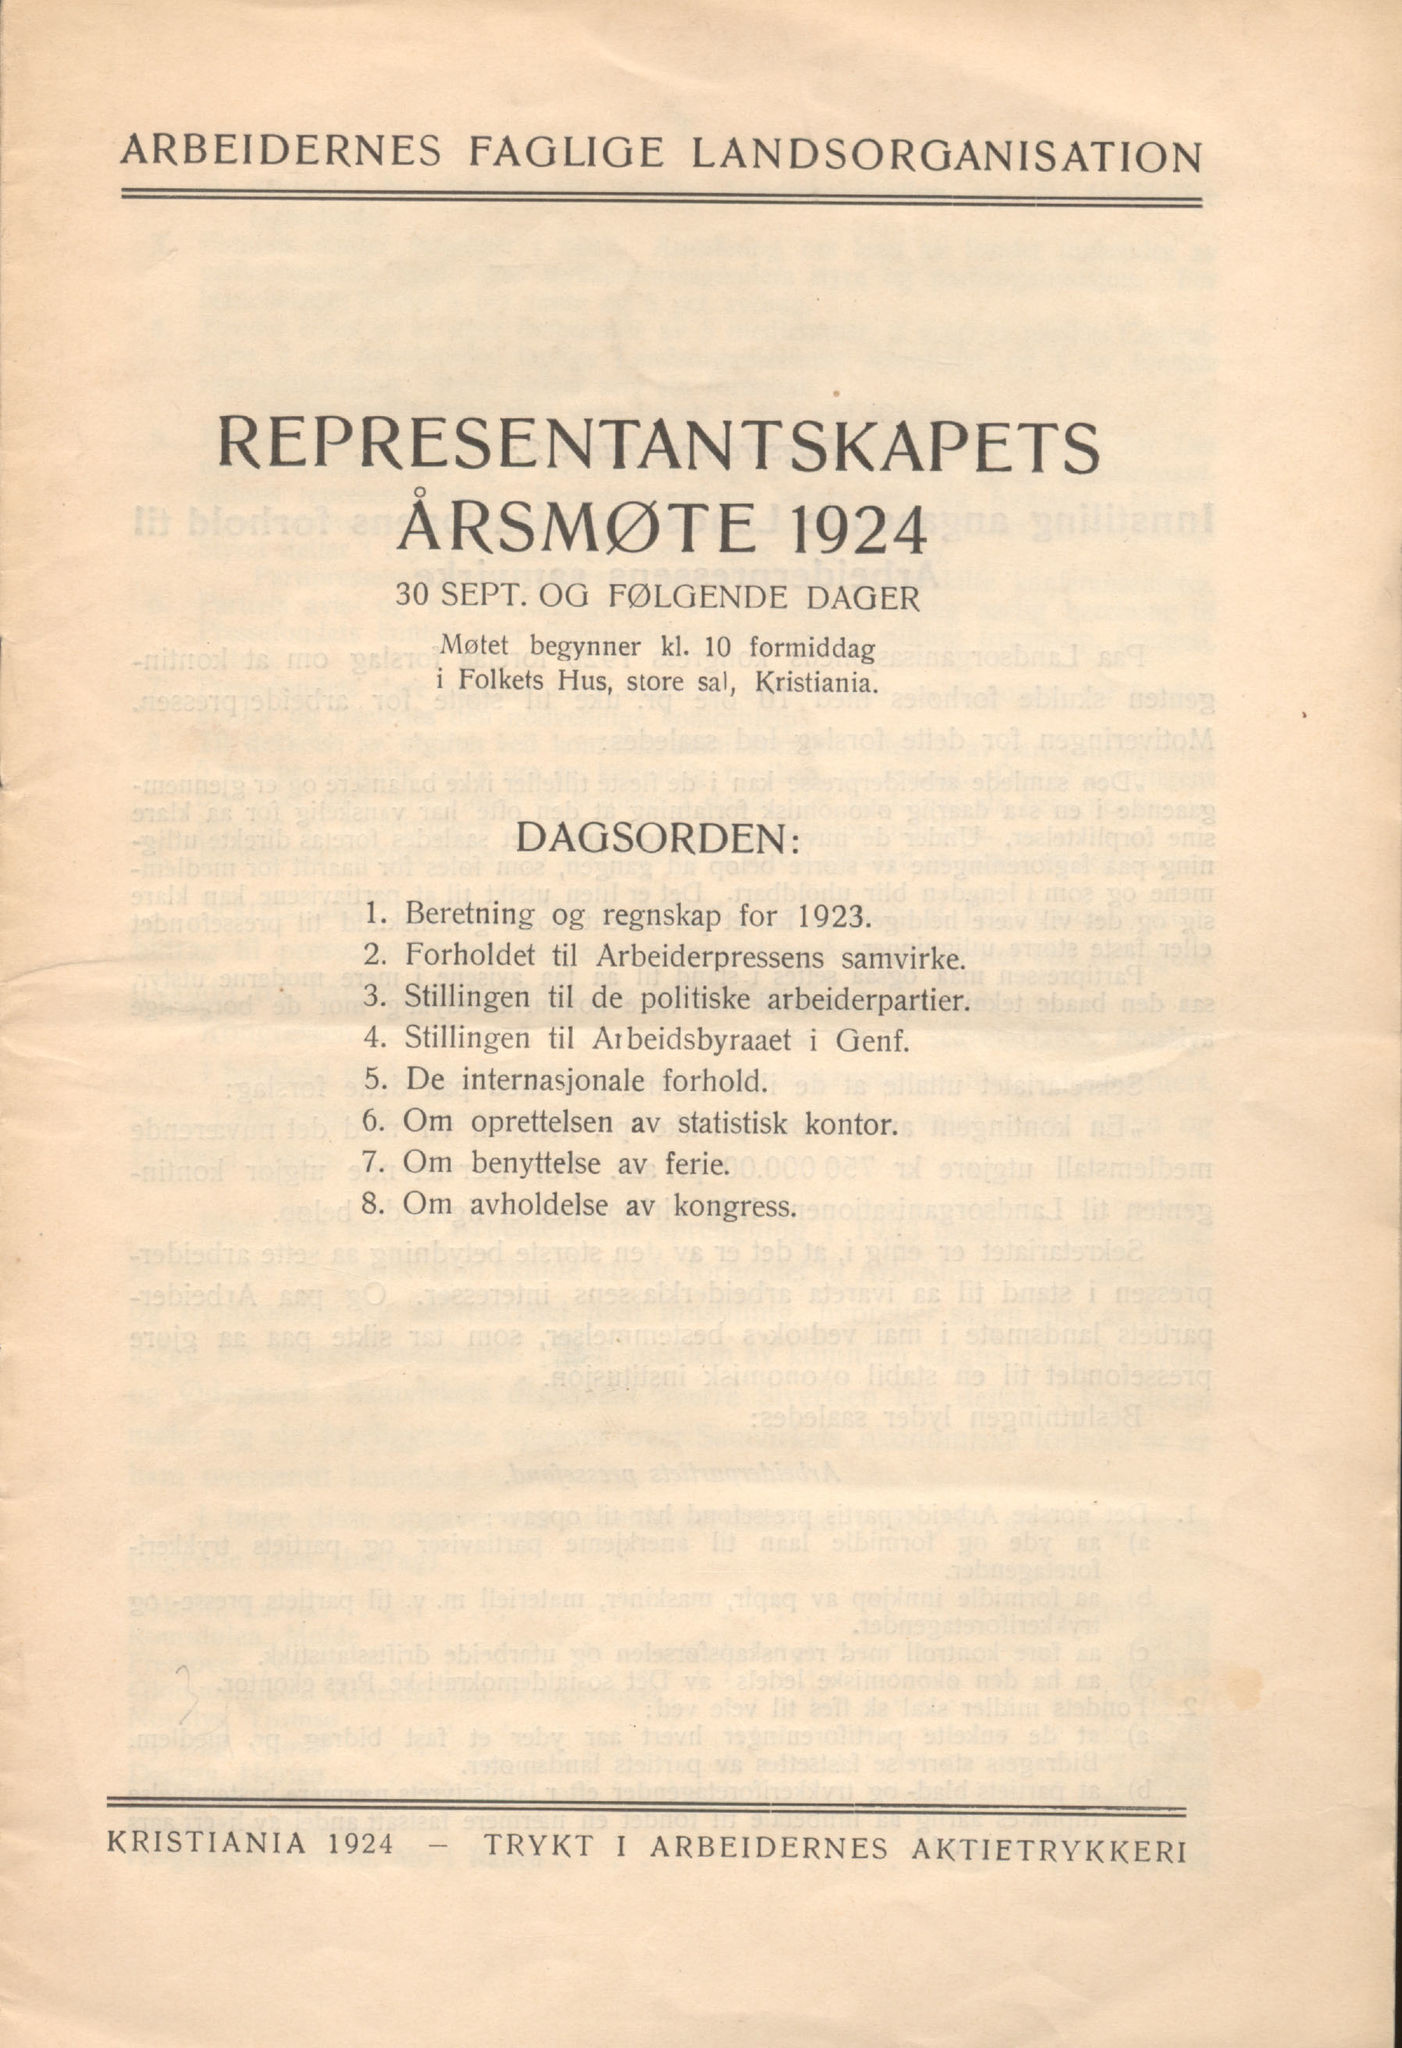 ARBEIDERNES FAGLIGE LANDSORGANISATION
REPRESENTANTSKAPETS
ÅRSMØTE 1924
30 SEPT. OG FØLGENDE DAGER
Møtet begynner kl. 10 formiddag
i Folkets Hus, store sal, Kristiania.
DAGSORDEN:
1. Beretning og regnskap for 1923.
2. Forholdet til Arbeiderpressens samvirke.
3. Stillingen til de politiske arbeiderpartier.
4. Stillingen til Arbeidsbyraaet i Genf.
5. De internasjonale forhold.
6. Om oprettelsen av statistisk kontor.
7. Om benyttelse av ferie.
8. Om avholdelse av kongress.
KRISTIANIA 1924 – TRYKT I ARBEIDERNES AKTIETRYKKERI